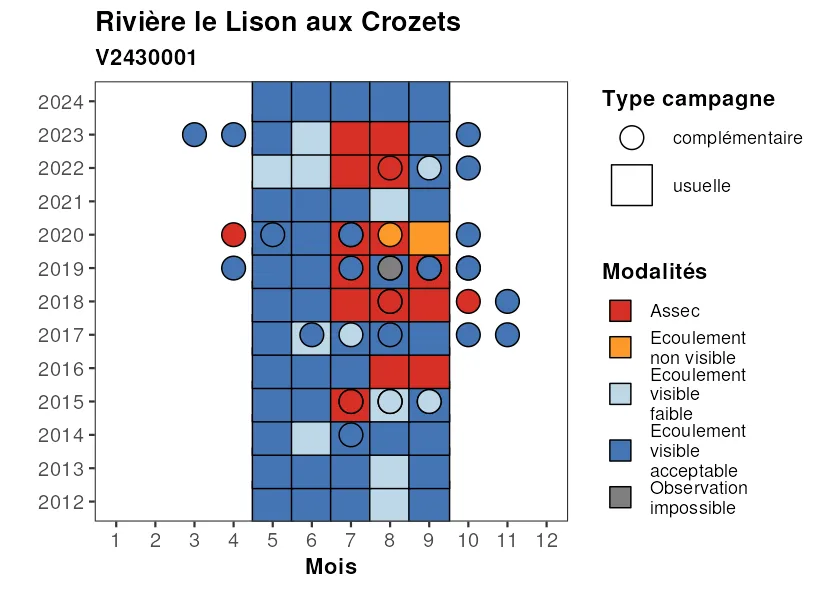 Rivière le Lison aux Crozets
V2430001
2024
2023
2022
2021
2020
2019
2018
2017
2016
2015
2014
2013
2012
1 2 3 4 5 6 7 8 9 10 11 12
Mois
Type campagne
complémentaire
usuelle
Modalités
Assec
Ecoulement
non visible
Ecoulement
visible
faible
Ecoulement
visible
acceptable
Observation
impossible